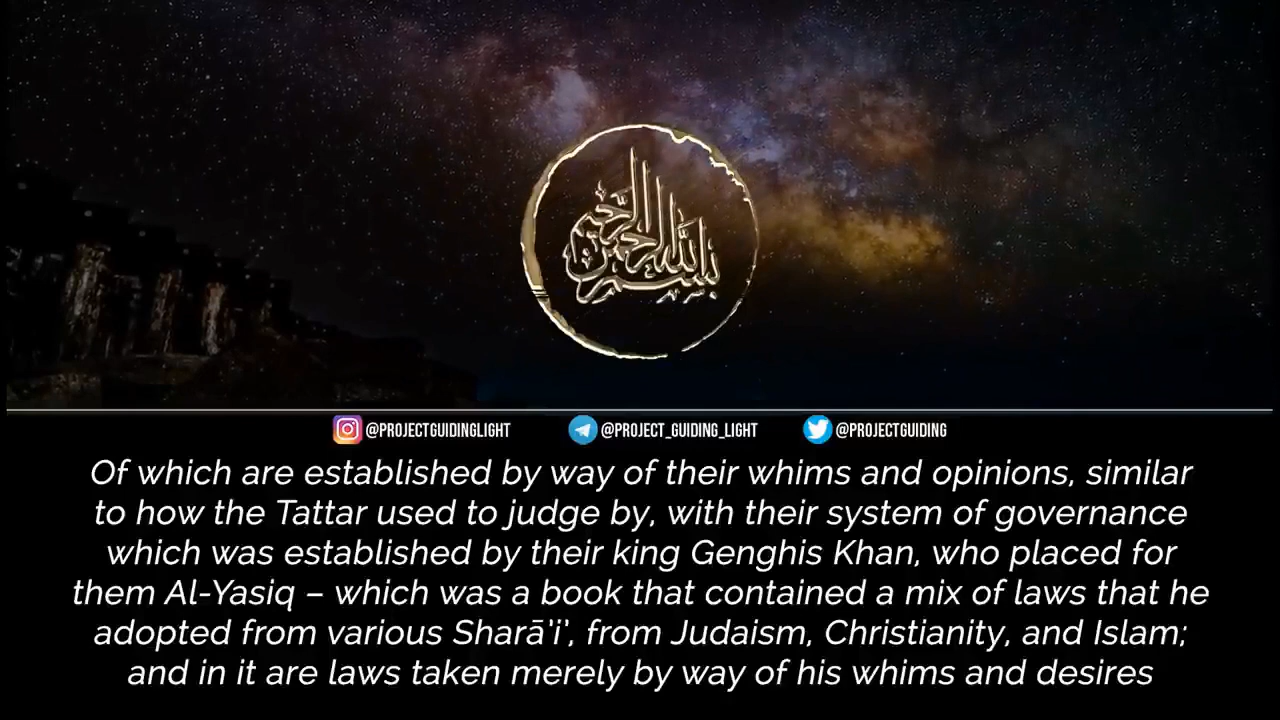 بسم الله الرحمن الرحيم
@PROJECTGUIDINGLIGHT @PROJECT_GUIDING_LIGHT @PROJECTGUIDING
Of which are established by way of their whims and opinions, similar
to how the Tattar used to judge by, with their system of governance
which was established by their king Genghis Khan, who placed for
them Al-Yasiq – which was a book that contained a mix of laws that he
adopted from various Sharā'i', from Judaism, Christianity, and Islam;
and in it are laws taken merely by way of his whims and desires